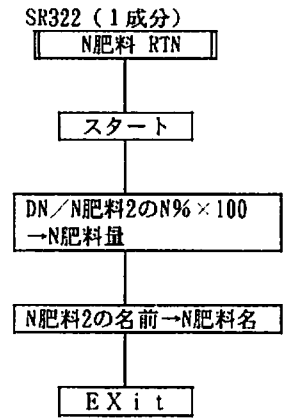 SR322（１成分）
N肥料 RTN
スタート
DN／N肥料2のN%×100
→N肥料量
N肥料2の名前→N肥料名
EXit